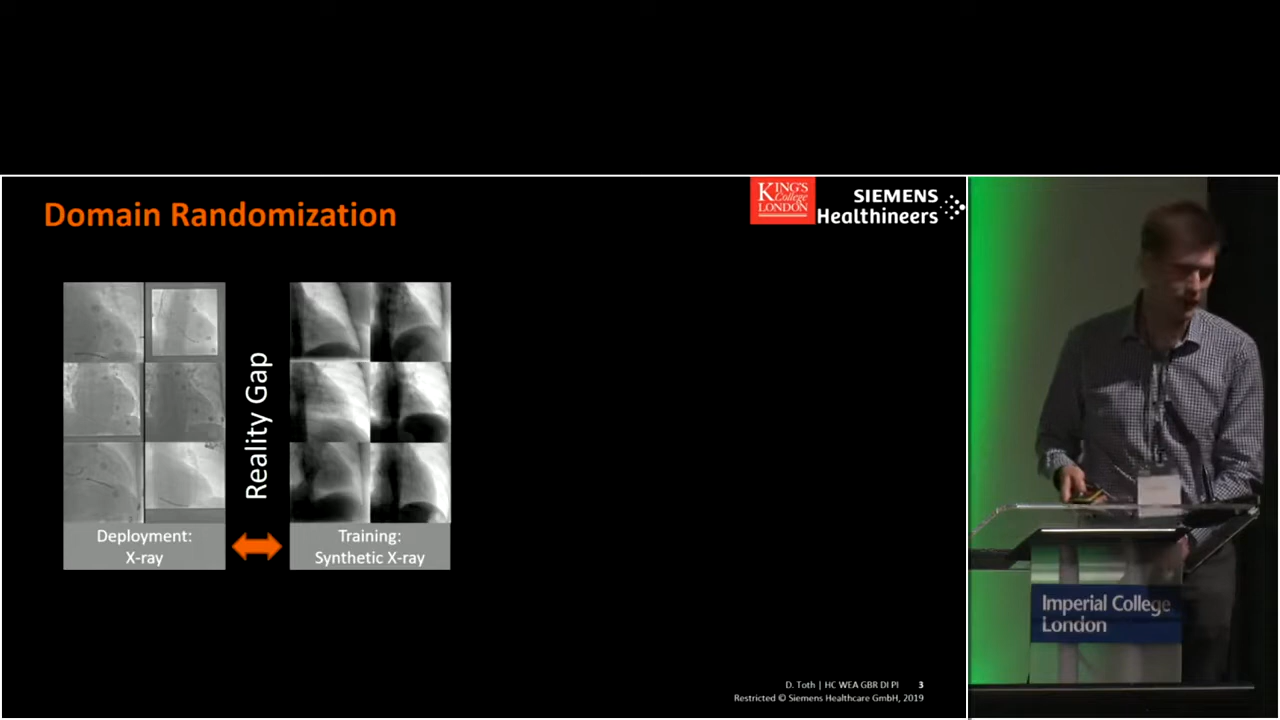 Domain Randomization
KING'S
College
LONDON
SIEMENS
Healthineers
Reality Gap
Deployment:
X-ray
Training:
Synthetic X-ray
D. Toth | HC WEA GBR DI PI 3
Restricted © Siemens Healthcare GmbH, 2019
Imperial College
London